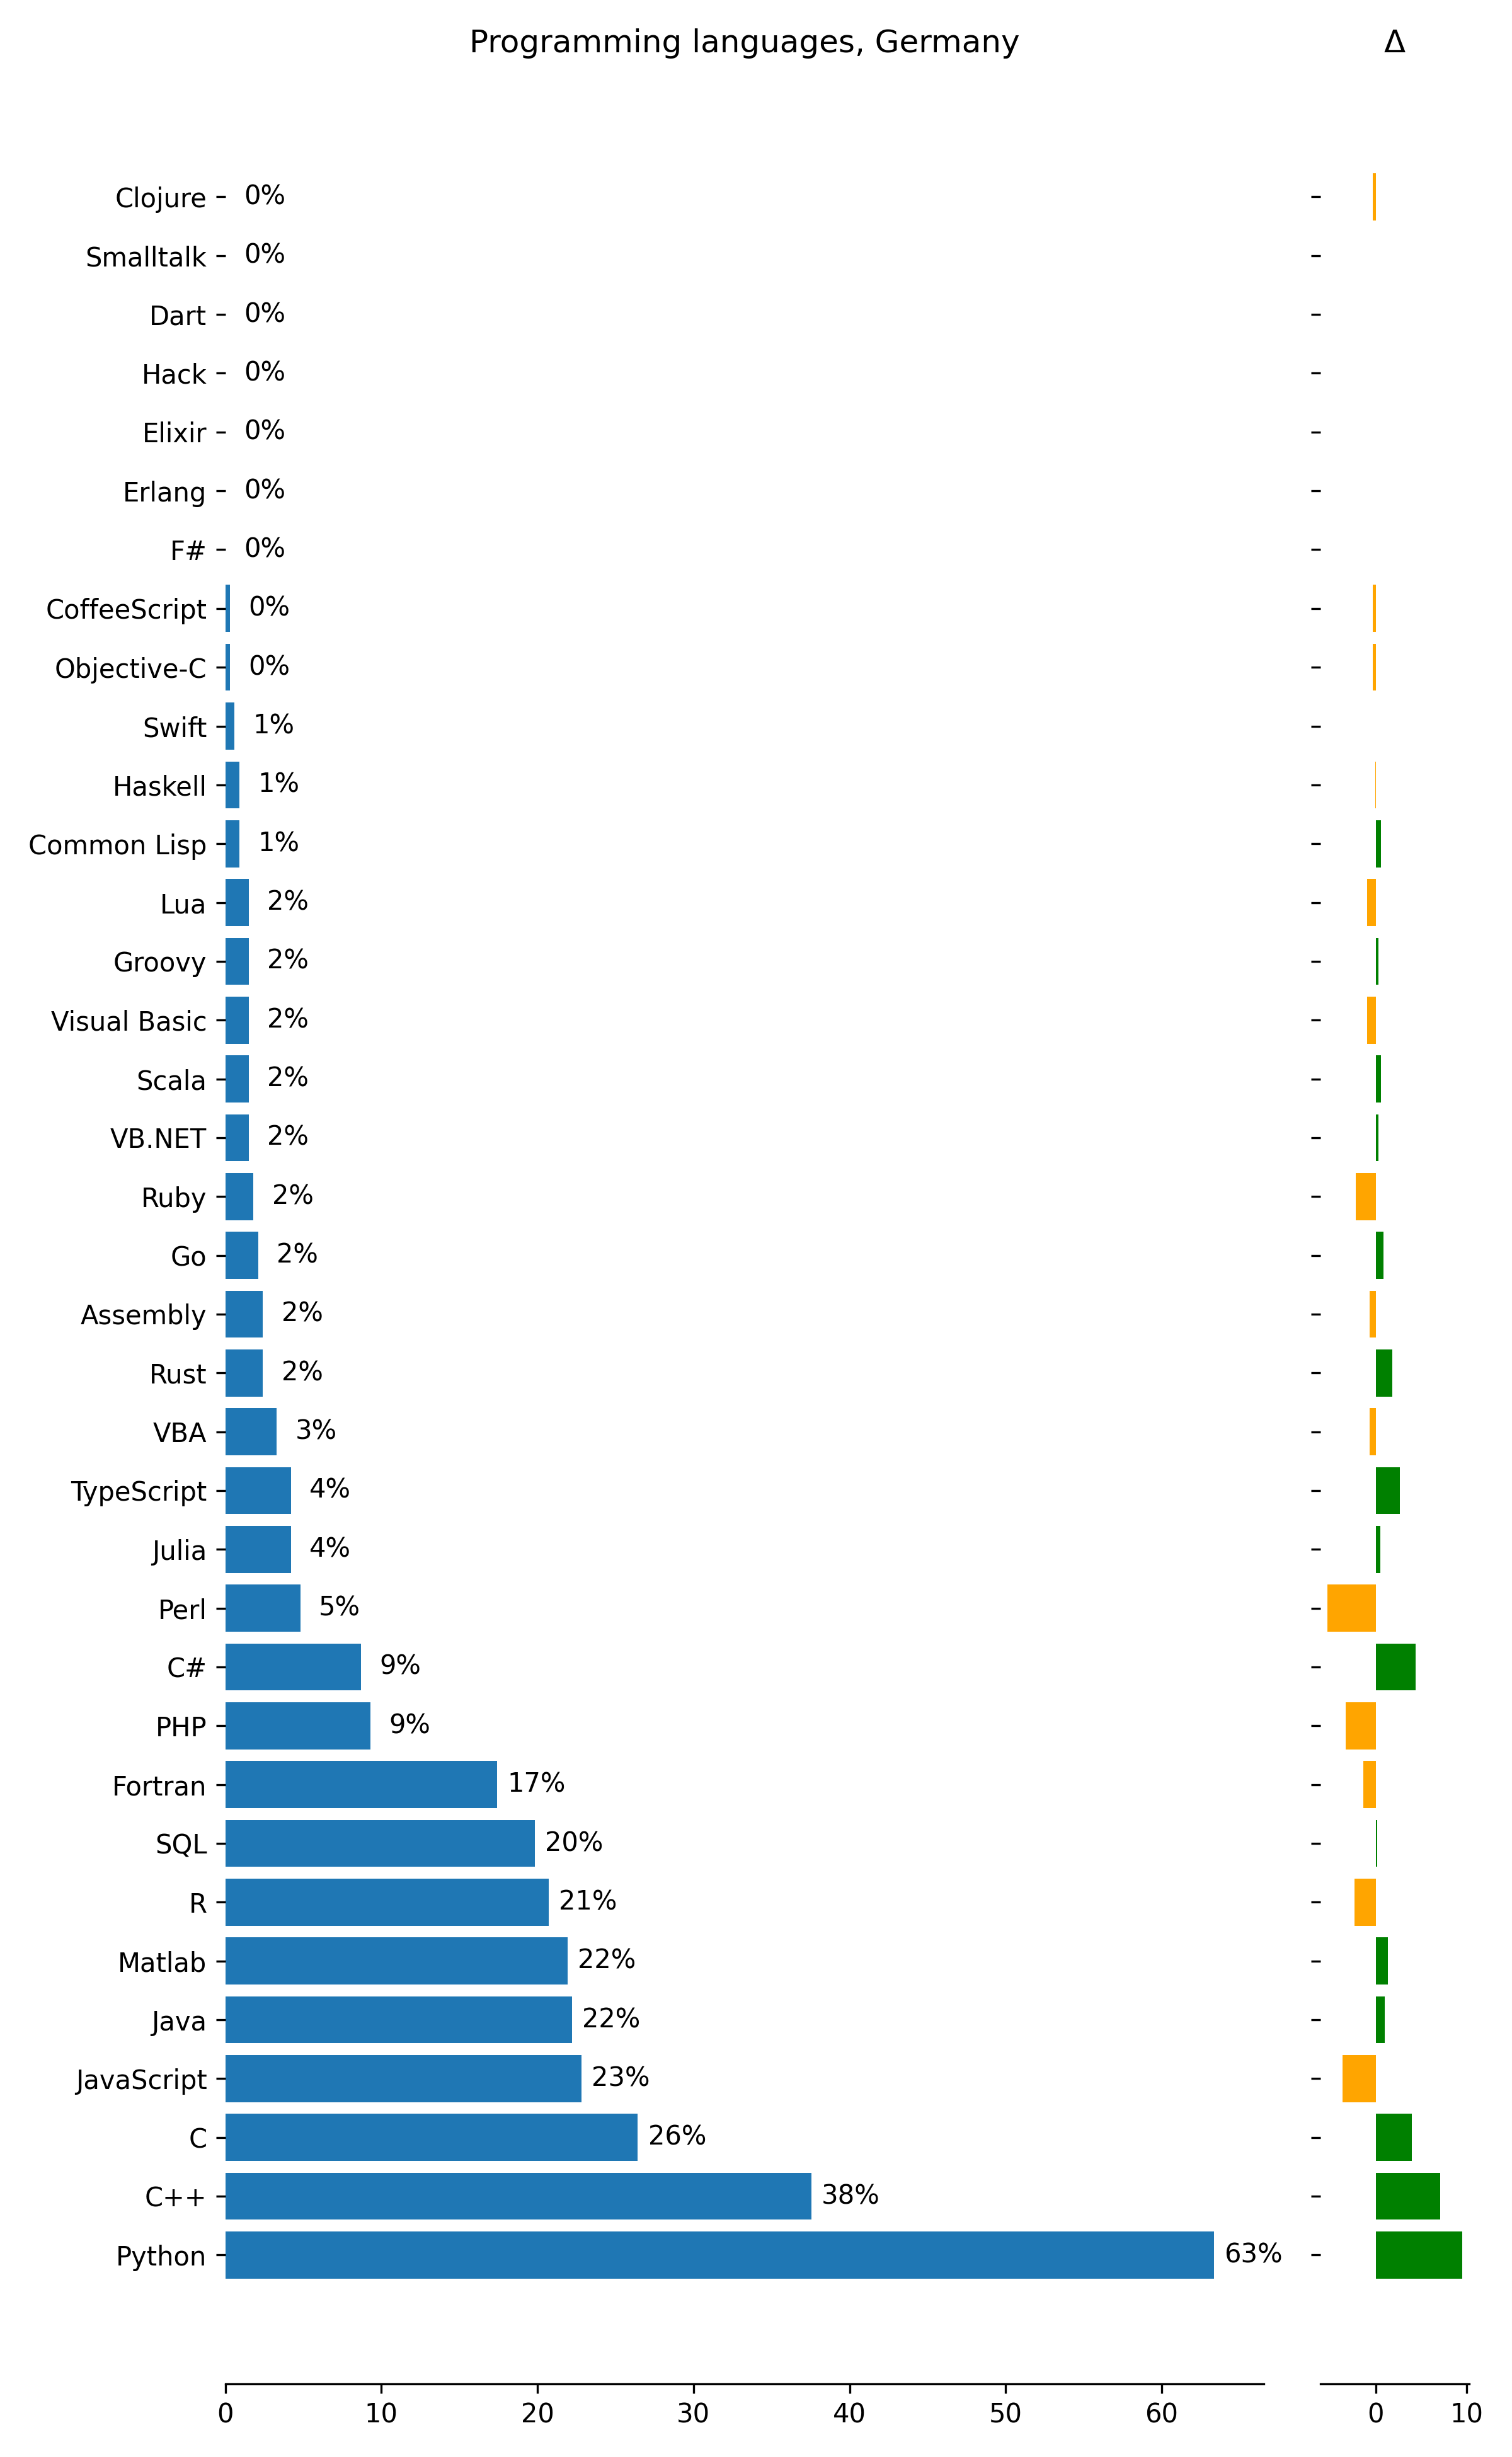 Programming languages, Germany Δ
Clojure 0%
Smalltalk 0%
Dart 0%
Hack 0%
Elixir 0%
Erlang 0%
F# 0%
CoffeeScript 0%
Objective-C 0%
Swift 1%
Haskell 1%
Common Lisp 1%
Lua 2%
Groovy 2%
Visual Basic 2%
Scala 2%
VB.NET 2%
Ruby 2%
Go 2%
Assembly 2%
Rust 2%
VBA 3%
TypeScript 4%
Julia 4%
Perl 5%
C# 9%
PHP 9%
Fortran 17%
SQL 20%
R 21%
Matlab 22%
Java 22%
JavaScript 23%
C 26%
C++ 38%
Python 63%
0 10 20 30 40 50 60 0 10